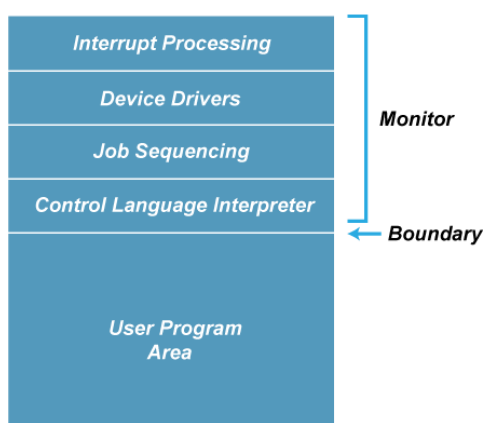 Interrupt Processing
Device Drivers
Monitor
Job Sequencing
Control Language Interpreter
Boundary
User Program
Area